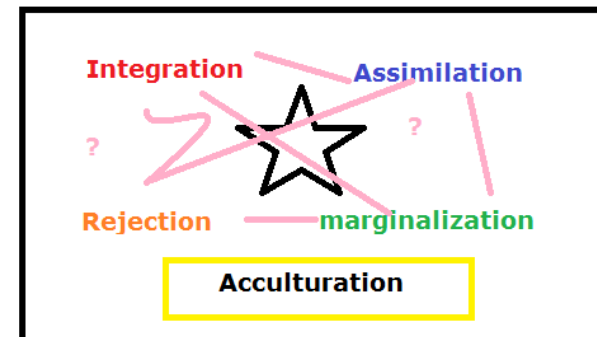 Integration Assimilation
? ?
Rejection marginalization
Acculturation